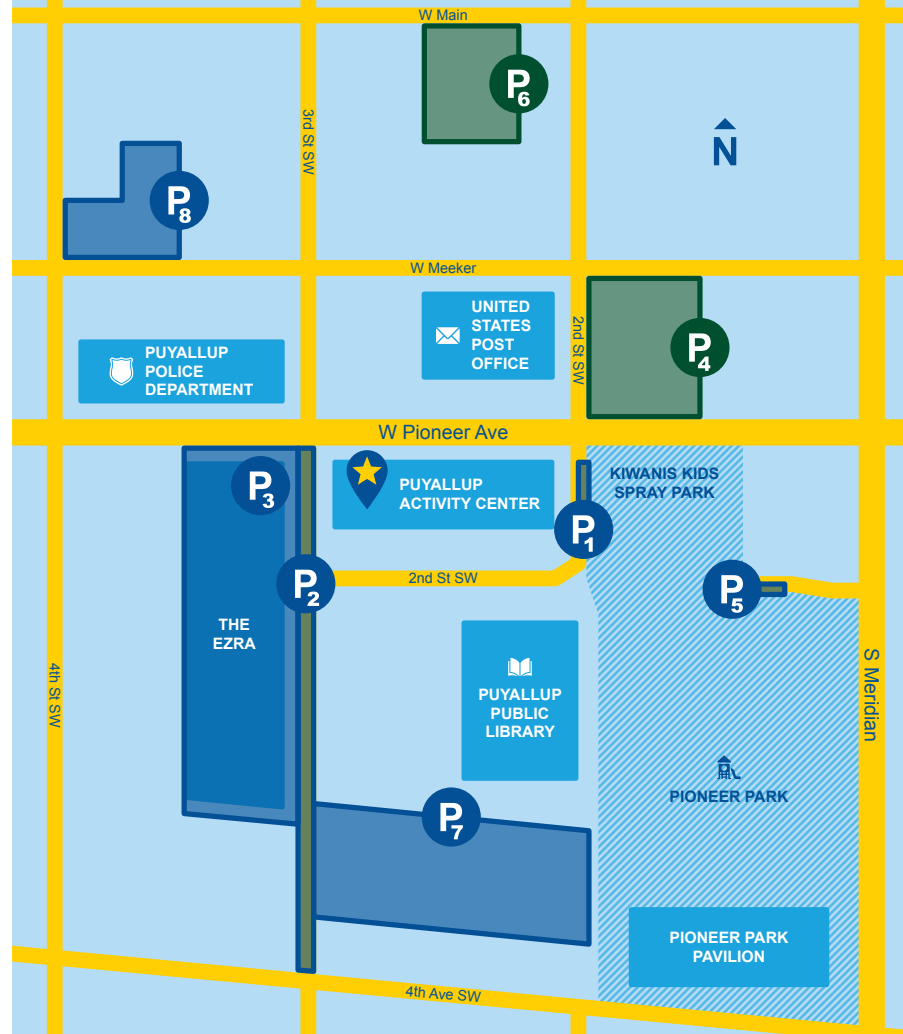 W Main
P6
3rd St SW
N
P8
W Meeker
UNITED
STATES
POST
OFFICE
2nd St SW
P4
PUYALLUP
POLICE
DEPARTMENT
W Pioneer Ave
P3
PUYALLUP
ACTIVITY CENTER
KIWANIS KIDS
SPRAY PARK
P1
P2
2nd St SW
P5
THE
EZRA
4th St SW
PUYALLUP
PUBLIC
LIBRARY
S Meridian
PIONEER PARK
P7
PIONEER PARK
PAVILION
4th Ave SW